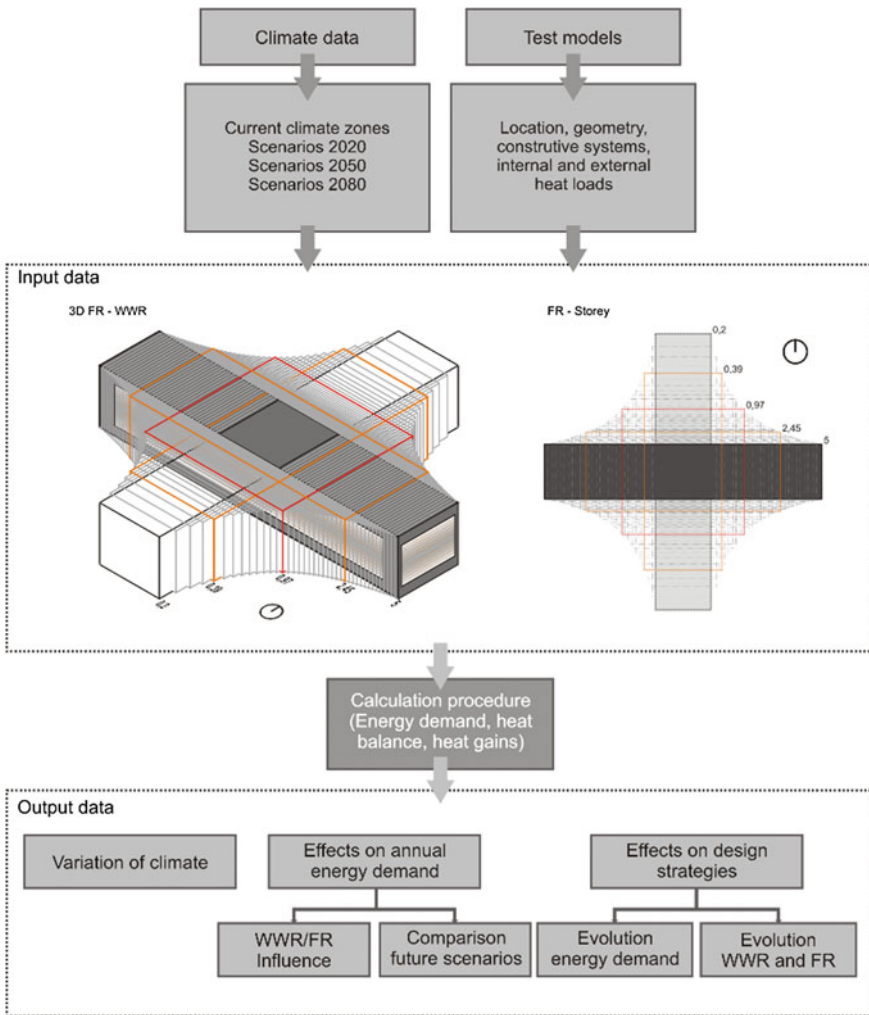 Climate data
Test models
Current climate zones
Scenarios 2020
Scenarios 2050
Scenarios 2080
Location, geometry,
construtive systems,
internal and external
heat loads
Input data
3D FR - WWR
FR - Storey
0,2
0,39
0,97
2,45
5
2,45
5
Calculation procedure
(Energy demand, heat
balance, heat gains)
Output data
Variation of climate
Effects on annual
energy demand
Effects on design
strategies
WWR/FR
Influence
Comparison
future scenarios
Evolution
energy demand
Evolution
WWR and FR